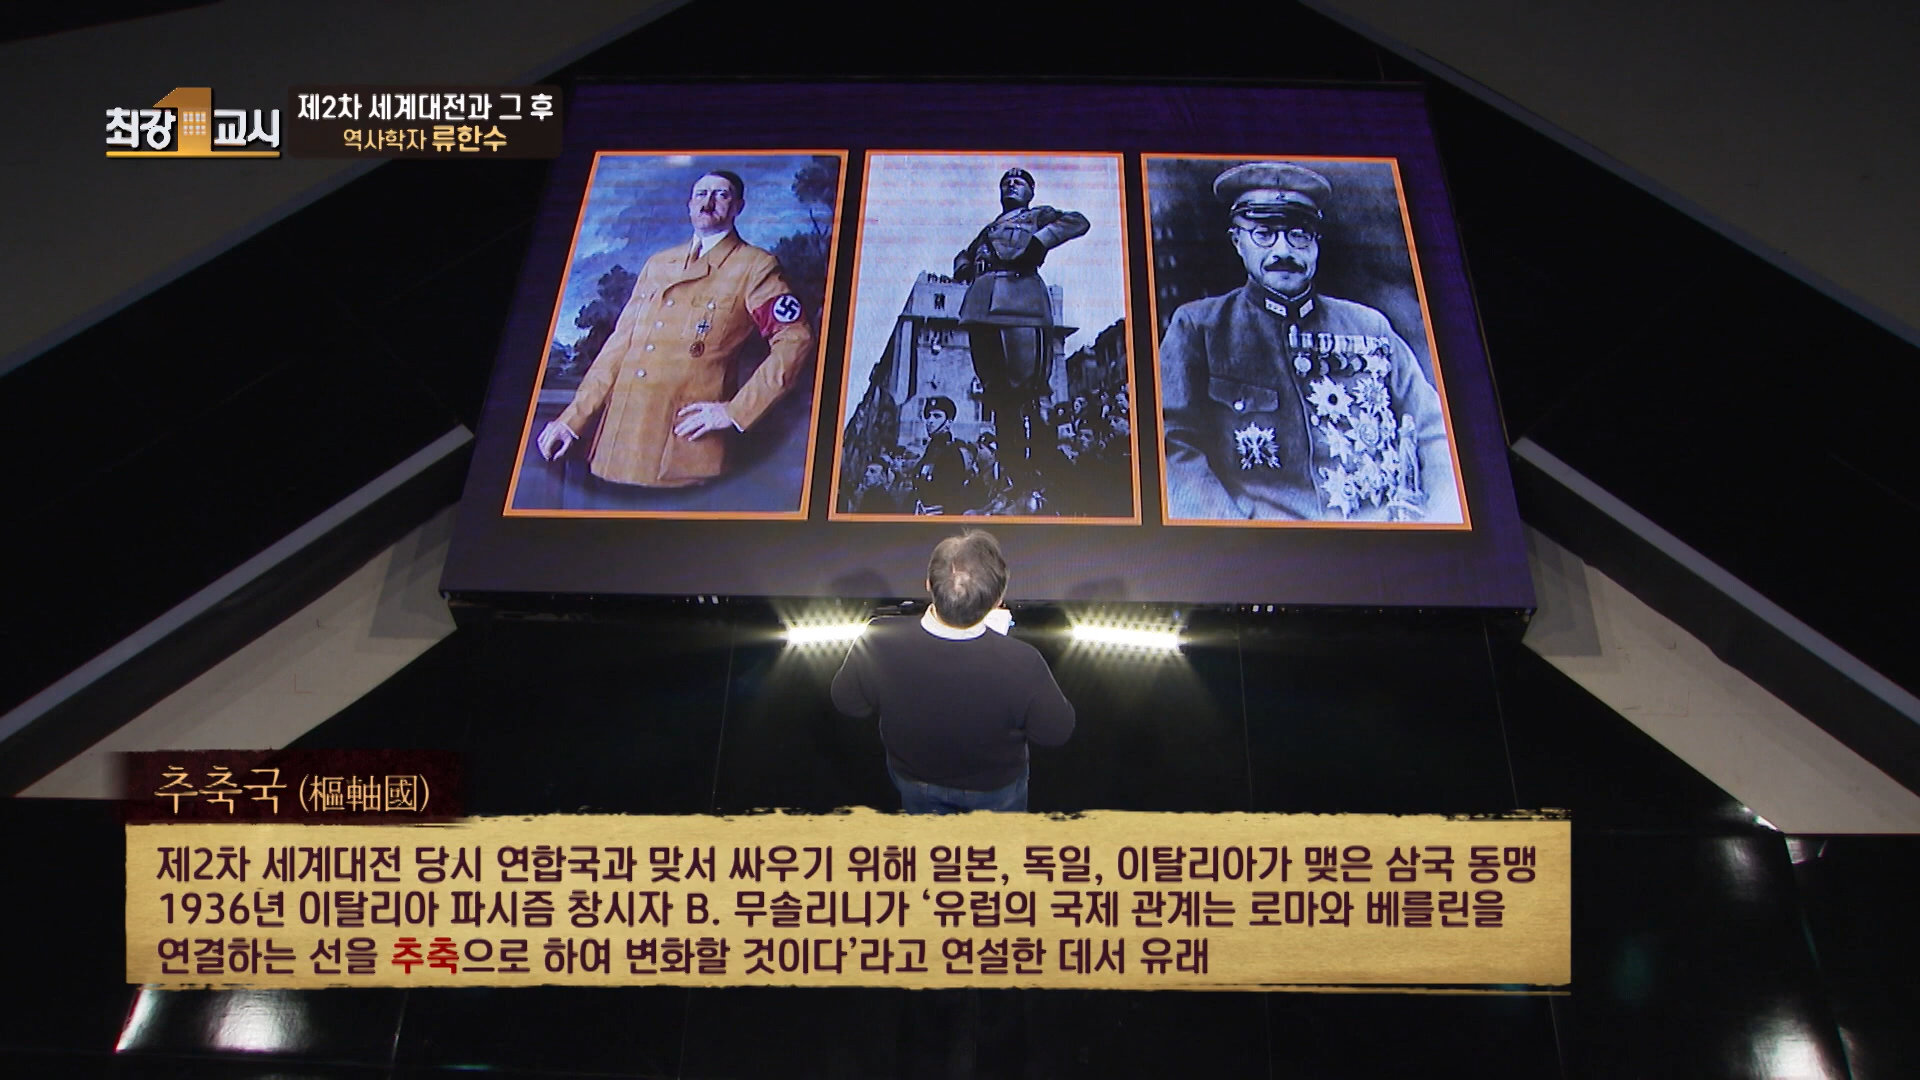 최강1교시
제2차 세계대전과 그 후
역사학자 류한수
추축국 (樞軸國)
제2차 세계대전 당시 연합국과 맞서 싸우기 위해 일본, 독일, 이탈리아가 맺은 삼국 동맹
1936년 이탈리아 파시즘 창시자 B. 무솔리니가 ‘유럽의 국제 관계는 로마와 베를린을
연결하는 선을 추축으로 하여 변화할 것이다’라고 연설한 데서 유래